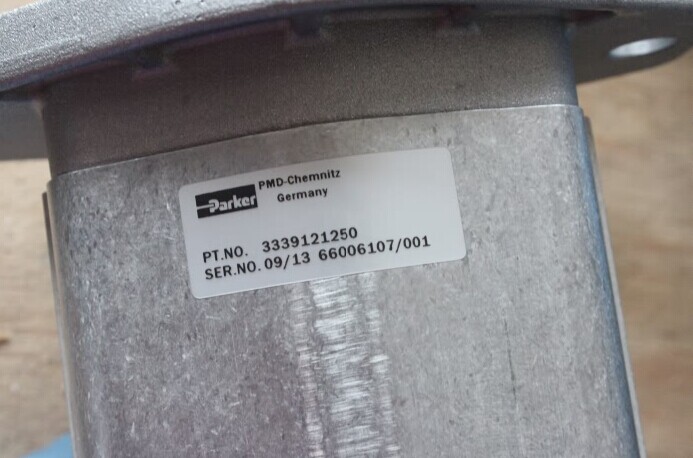 Parker PMD-Chemnitz
Germany
PT.NO. 3339121250
SER.NO. 09/13 66006107/001